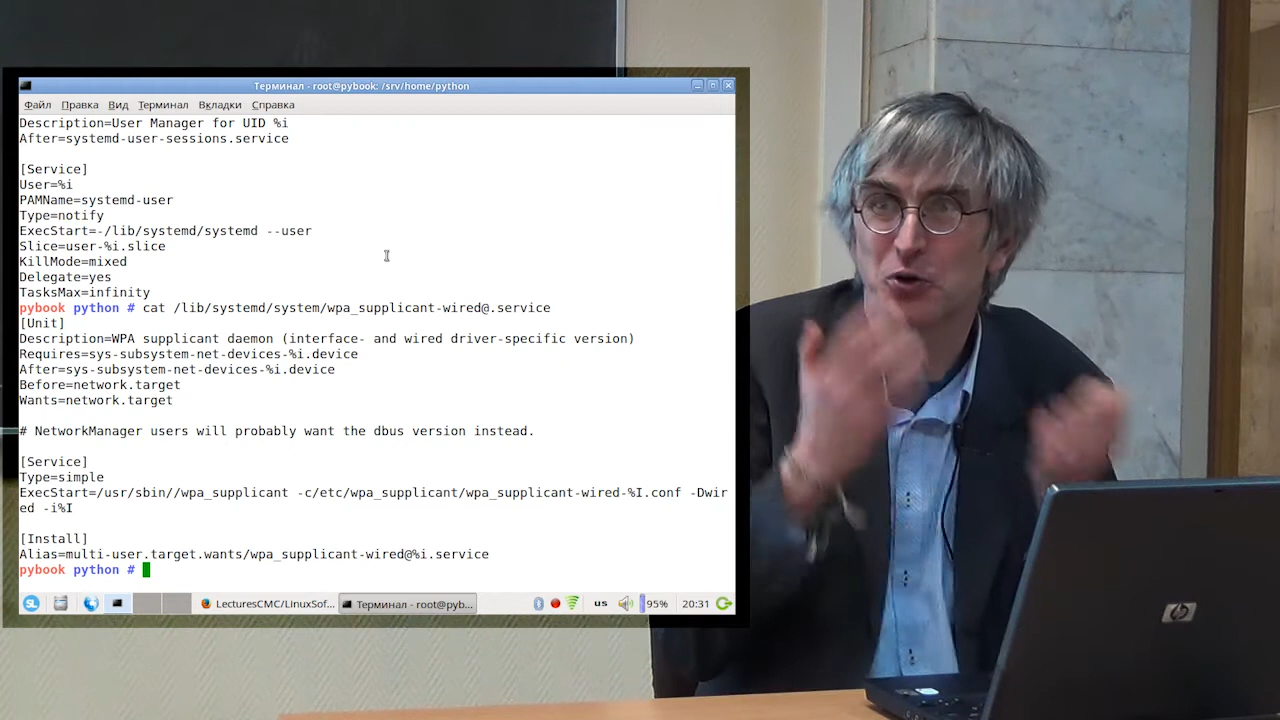 Терминал - root@pybook: /srv/home/python
Файл Правка Вид Терминал Вкладки Справка
Description=User Manager for UID %i
After=systemd-user-sessions.service
[Service]
User=%i
PAMName=systemd-user
Type=notify
ExecStart=-/lib/systemd/systemd --user
Slice=user-%i.slice
KillMode=mixed
Delegate=yes
TasksMax=infinity
pybook python # cat /lib/systemd/system/wpa_supplicant-wired@.service
[Unit]
Description=WPA supplicant daemon (interface- and wired driver-specific version)
Requires=sys-subsystem-net-devices-%i.device
After=sys-subsystem-net-devices-%i.device
Before=network.target
Wants=network.target
# NetworkManager users will probably want the dbus version instead.
[Service]
Type=simple
ExecStart=/usr/sbin//wpa_supplicant -c/etc/wpa_supplicant/wpa_supplicant-wired-%I.conf -Dwir
ed -i%I
[Install]
Alias=multi-user.target.wants/wpa_supplicant-wired@%i.service
pybook python #
SL LecturesCMC/LinuxSof... Терминал - root@pyb... us 95% 20:31
hp